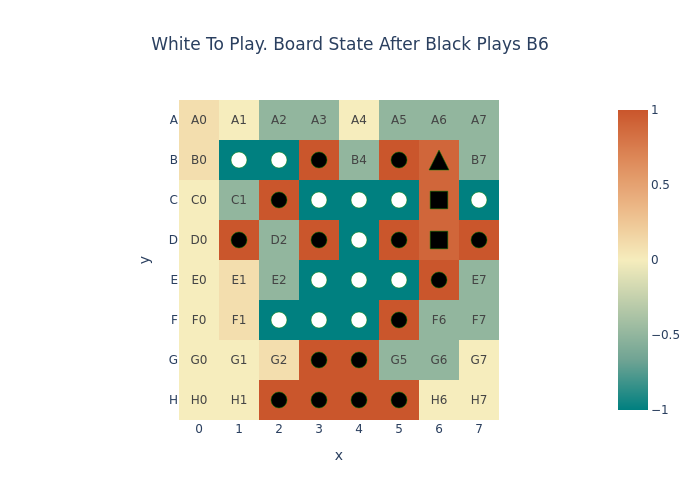 White To Play. Board State After Black Plays B6
A A0 A1 A2 A3 A4 A5 A6 A7 1
B B0 B4 B7
C C0 C1 0.5
D D0 D2
y 0
E E0 E1 E2 E7
F F0 F1 F6 F7 −0.5
G G0 G1 G2 G5 G6 G7
H H0 H1 H6 H7 −1
0 1 2 3 4 5 6 7
x